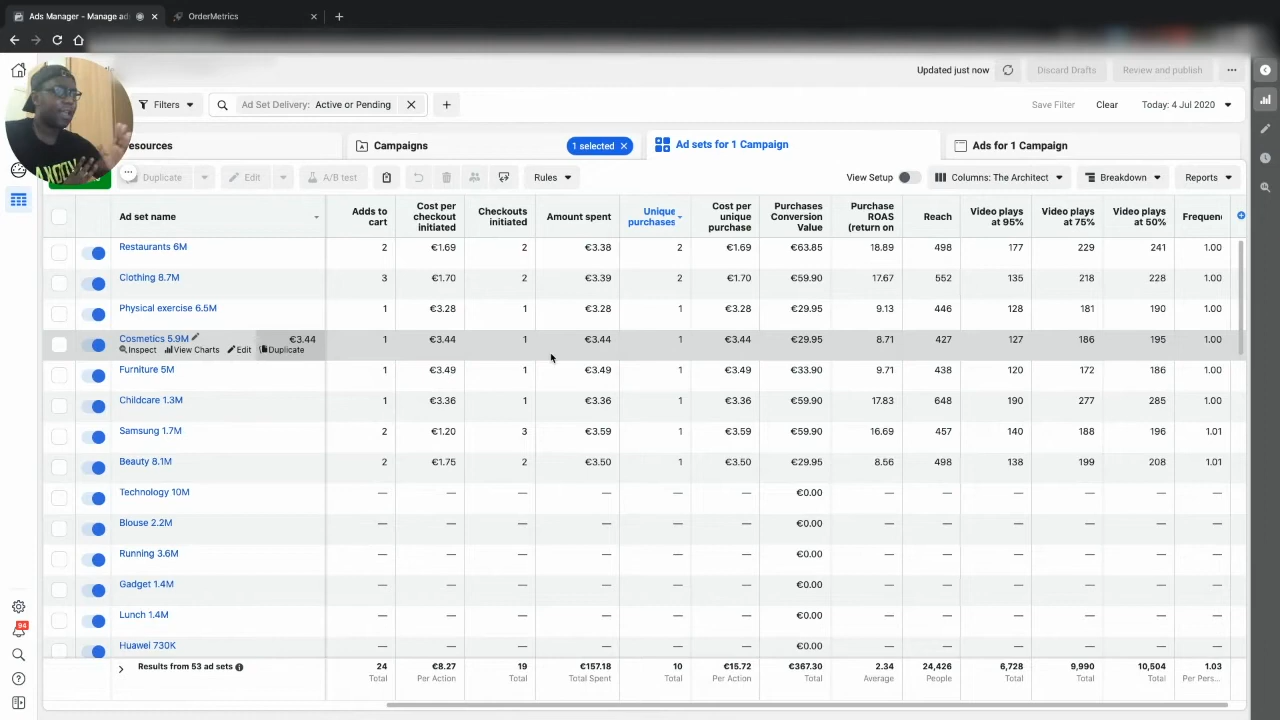 Ads Manager - Manage ad
OrderMetrics
Updated just now
Discard Drafts
Review and publish
Filters
Ad Set Delivery: Active or Pending
Save Filter
Clear
Today: 4 Jul 2020
esources
Campaigns
1 selected
Ad sets for 1 Campaign
Ads for 1 Campaign
Duplicate
Edit
A/B test
Rules
View Setup
Columns: The Architect
Breakdown
Reports
Ad set name
Adds to cart
Cost per checkout initiated
Checkouts initiated
Amount spent
Unique purchases
Cost per unique purchase
Purchases Conversion Value
Purchase ROAS (return on
Reach
Video plays at 95%
Video plays at 75%
Video plays at 50%
Frequen
Restaurants 6M 2 €1.69 2 €3.38 2 €1.69 €63.85 18.89 498 177 229 241 1.00
Clothing 8.7M 3 €1.70 2 €3.39 2 €1.70 €59.90 17.67 552 135 218 228 1.00
Physical exercise 6.5M 1 €3.28 1 €3.28 1 €3.28 €29.95 9.13 446 128 181 190 1.00
Cosmetics 5.9M €3.44 1 €3.44 1 €3.44 1 €3.44 €29.95 8.71 427 127 186 195 1.00
Inspect View Charts Edit Duplicate
Furniture 5M 1 €3.49 1 €3.49 1 €3.49 €33.90 9.71 438 120 172 186 1.00
Childcare 1.3M 1 €3.36 1 €3.36 1 €3.36 €59.90 17.83 648 190 277 285 1.00
Samsung 1.7M 2 €1.20 3 €3.59 1 €3.59 €59.90 16.69 457 140 188 196 1.01
Beauty 8.1M 2 €1.75 2 €3.50 1 €3.50 €29.95 8.56 498 138 199 208 1.01
Technology 10M — — — — — — €0.00 — — — — — —
Blouse 2.2M — — — — — — €0.00 — — — — — —
Running 3.6M — — — — — — €0.00 — — — — — —
Gadget 1.4M — — — — — — €0.00 — — — — — —
Lunch 1.4M — — — — — — €0.00 — — — — — —
Huawei 730K — — — — — — €0.00 — — — — — —
Results from 53 ad sets 24 €8.27 19 €157.18 10 €15.72 €367.30 2.34 24,426 6,728 9,990 10,504 1.03
Total Per Action Total Total Spent Total Per Action Total Average People Total Total Total Per Pers...
94